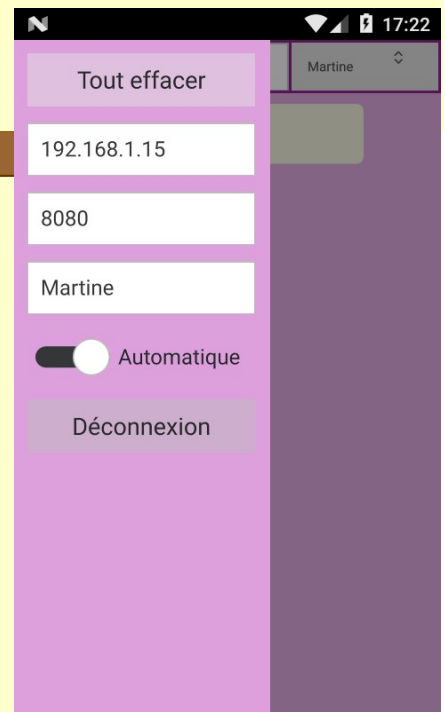 17:22
Tout effacer
Martine
192.168.1.15
8080
Martine
Automatique
Déconnexion